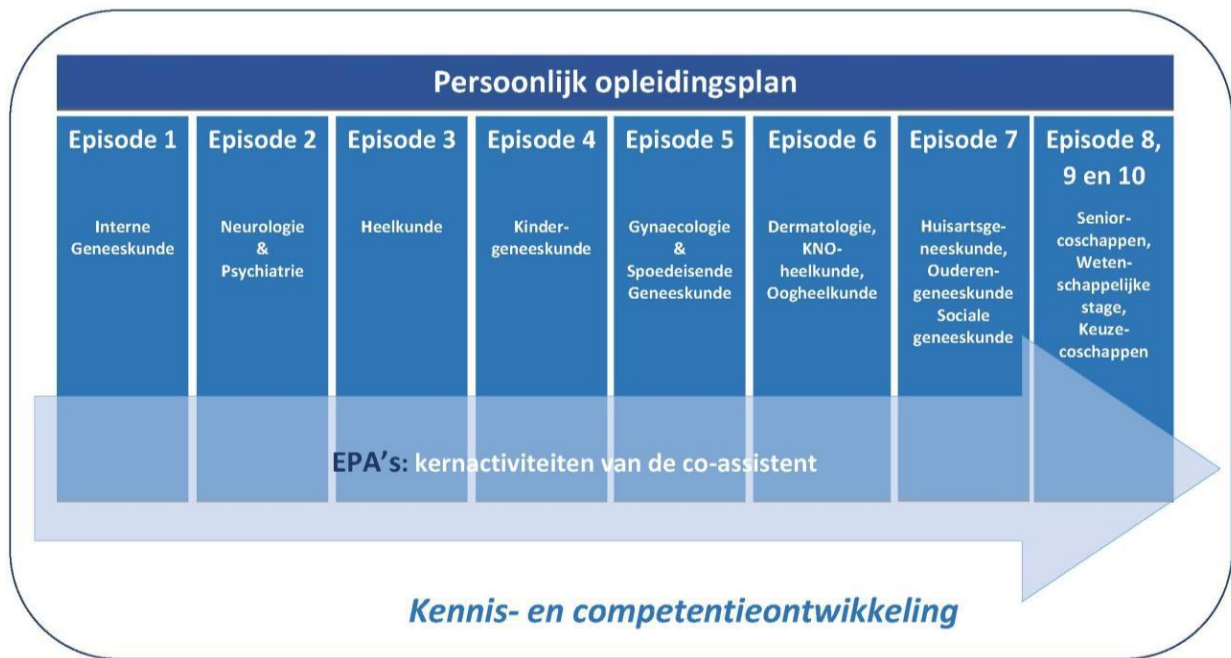 Persoonlijk opleidingsplan
Episode 1
Interne
Geneeskunde
Episode 2
Neurologie
&
Psychiatrie
Episode 3
Heelkunde
Episode 4
Kinder-
geneeskunde
Episode 5
Gynaecologie
&
Spoedeisende
Geneeskunde
Episode 6
Dermatologie,
KNO-
heelkunde,
Oogheelkunde
Episode 7
Huisartsge-
neeskunde,
Ouderen-
geneeskunde
Sociale
geneeskunde
Episode 8,
9 en 10
Senior-
coschappen,
Weten-
schappelijke
stage,
Keuze-
coschappen
EPA’s: kernactiviteiten van de co-assistent
Kennis- en competentieontwikkeling